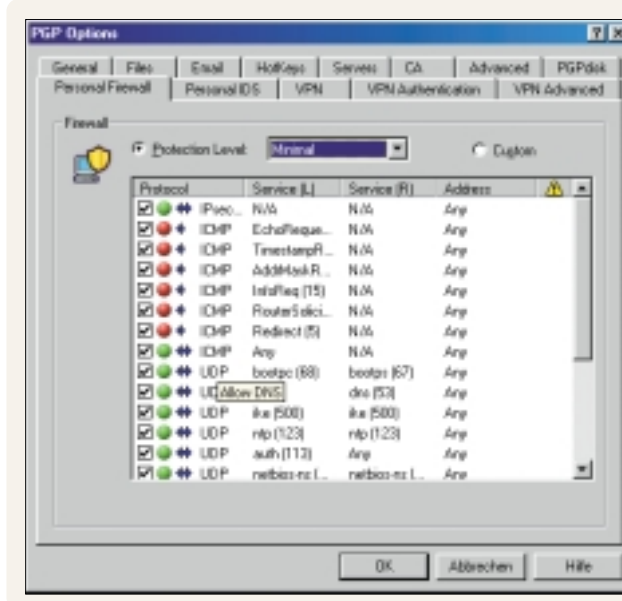 PGP Options
General Files Email HotKeys Servers CA Advanced PGPdisk
Personal Firewall Personal IDS VPN VPN Authentication VPN Advanced
Firewall
Protection Level: Minimal Custom
Protocol Service (L) Service (R) Address
IPsec... N/A N/A Any
ICMP EchoReque... N/A Any
ICMP TimestampR... N/A Any
ICMP AddrMaskR... N/A Any
ICMP InfoReq (15) N/A Any
ICMP RouterSolici... N/A Any
ICMP Redirect (5) N/A Any
ICMP Any N/A Any
UDP bootpc (68) bootps (67) Any
Allow DNS dns (53) Any
UDP ike (500) ike (500) Any
UDP ntp (123) ntp (123) Any
UDP auth (113) Any Any
UDP netbios-ns (... netbios-ns (... Any
OK Abbrechen Hilfe